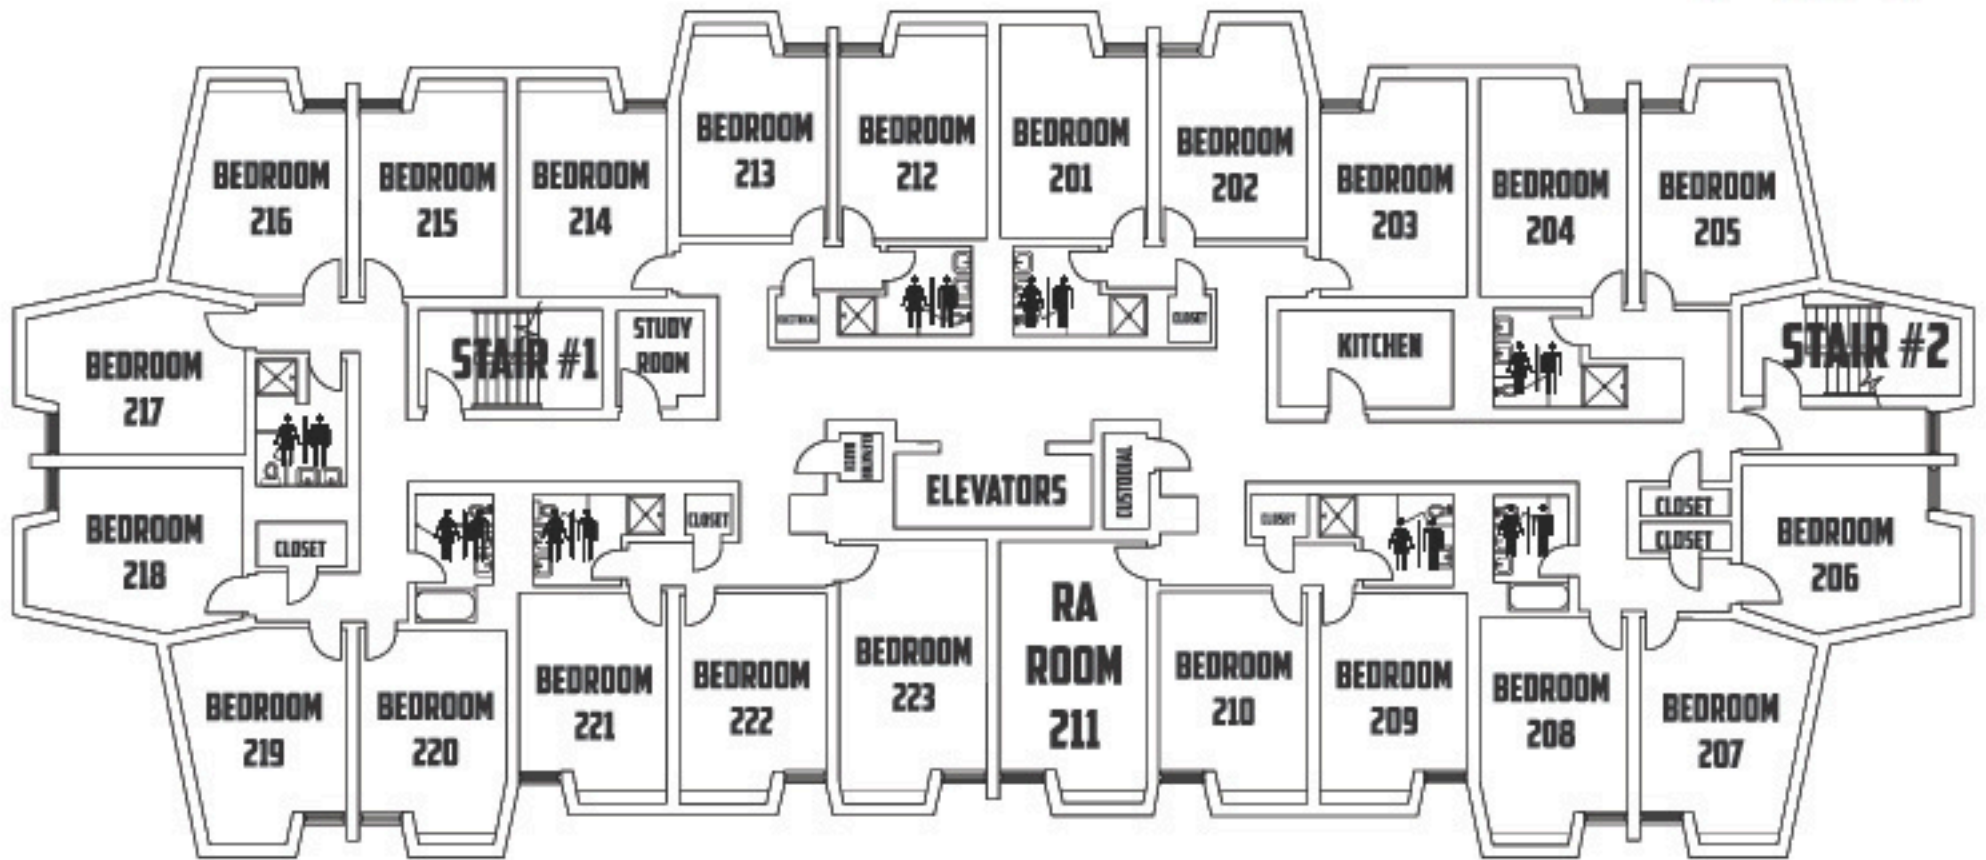 BEDROOM
213
BEDROOM
212
BEDROOM
201
BEDROOM
202
BEDROOM
216
BEDROOM
215
BEDROOM
214
BEDROOM
203
BEDROOM
204
BEDROOM
205
BEDROOM
217
STAIR #1
STUDY
ROOM
CLOSET
KITCHEN
STAIR #2
ELEVATORS
CUSTODIAL
BEDROOM
218
CLOSET
CLOSET
CLOSET
CLOSET
CLOSET
BEDROOM
206
BEDROOM
219
BEDROOM
220
BEDROOM
221
BEDROOM
222
BEDROOM
223
RA
ROOM
211
BEDROOM
210
BEDROOM
209
BEDROOM
208
BEDROOM
207